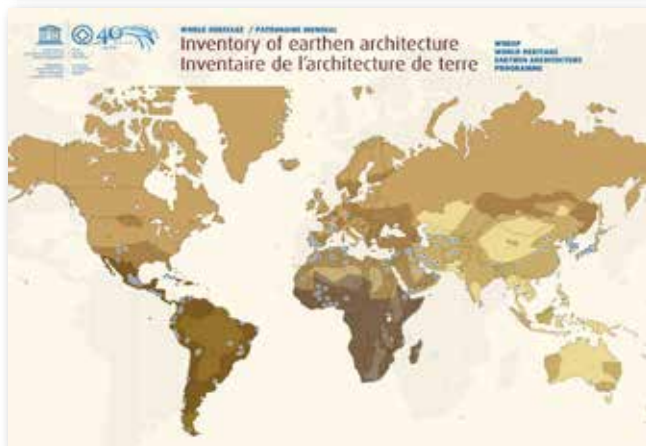 WORLD HERITAGE / PATRIMOINE MONDIAL
Inventory of earthen architecture
Inventaire de l'architecture de terre
WHEAP
WORLD HERITAGE
EARTHEN ARCHITECTURE
PROGRAMME
40